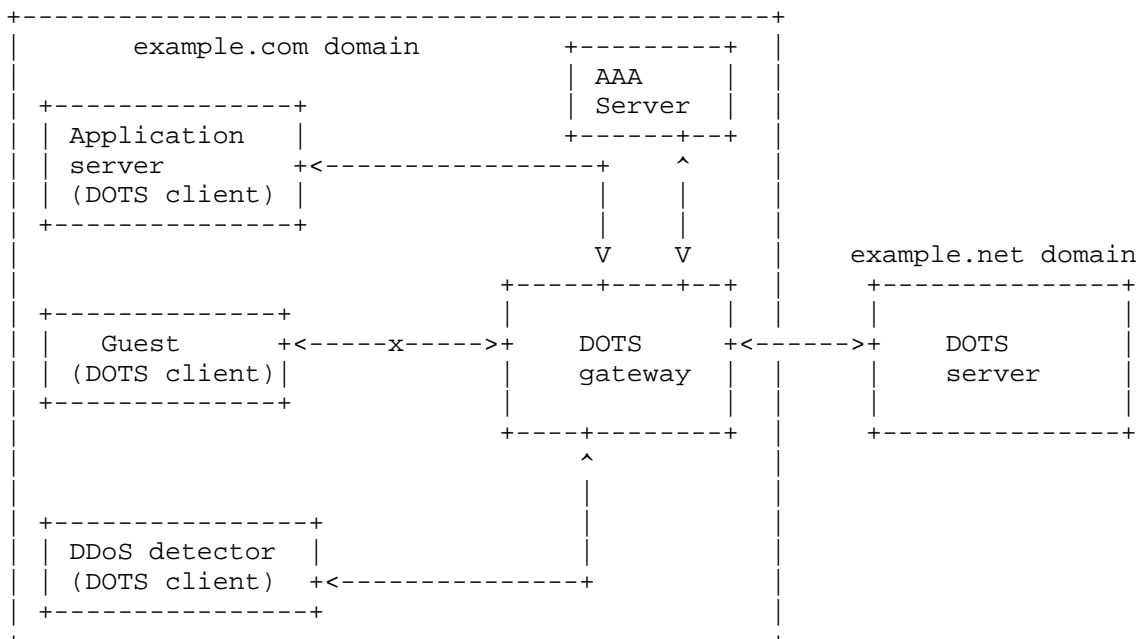 example.com domain
AAA
Server
Application
server
(DOTS client)
example.net domain
Guest
(DOTS client)
x
DOTS
gateway
DOTS
server
DDoS detector
(DOTS client)